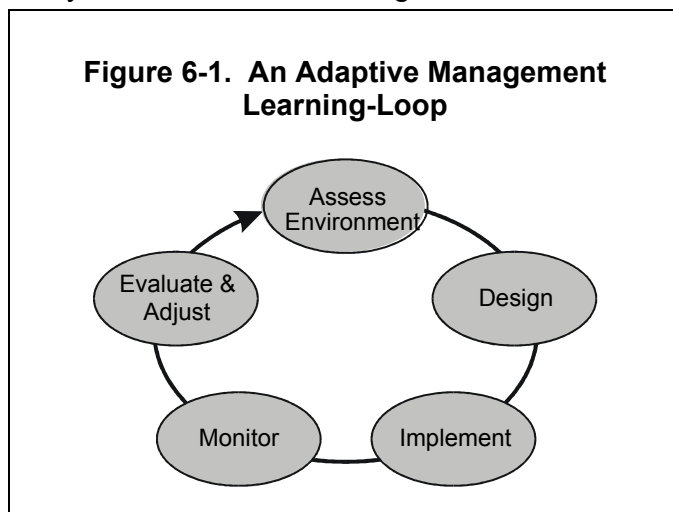 Figure 6-1.  An Adaptive Management
Learning-Loop
Assess
Environment
Design
Implement
Monitor
Evaluate &
Adjust